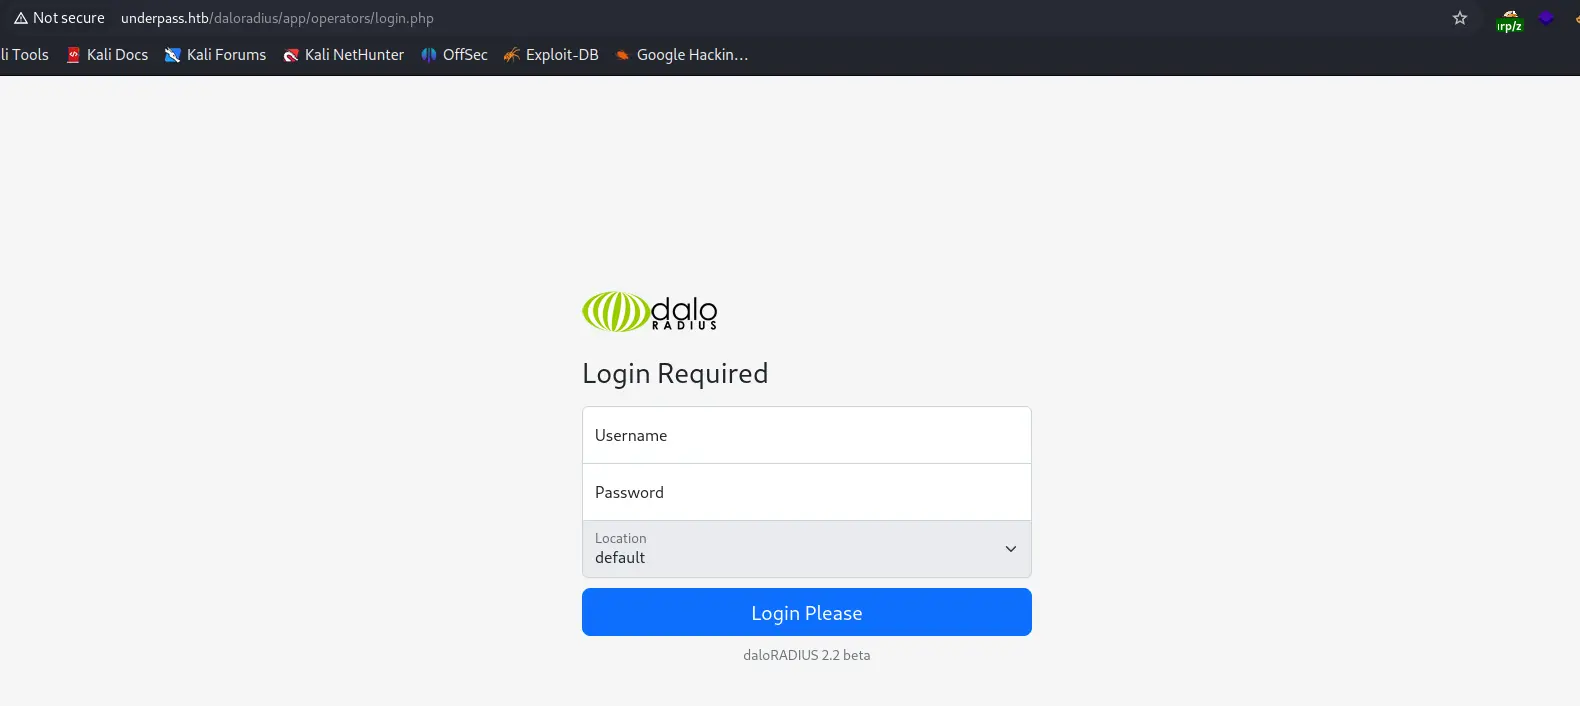 Not secure underpass.htb/daloradius/app/operators/login.php
li Tools Kali Docs Kali Forums Kali NetHunter OffSec Exploit-DB Google Hackin…
dalo
RADIUS
Login Required
Username
Password
Location
default
Login Please
daloRADIUS 2.2 beta